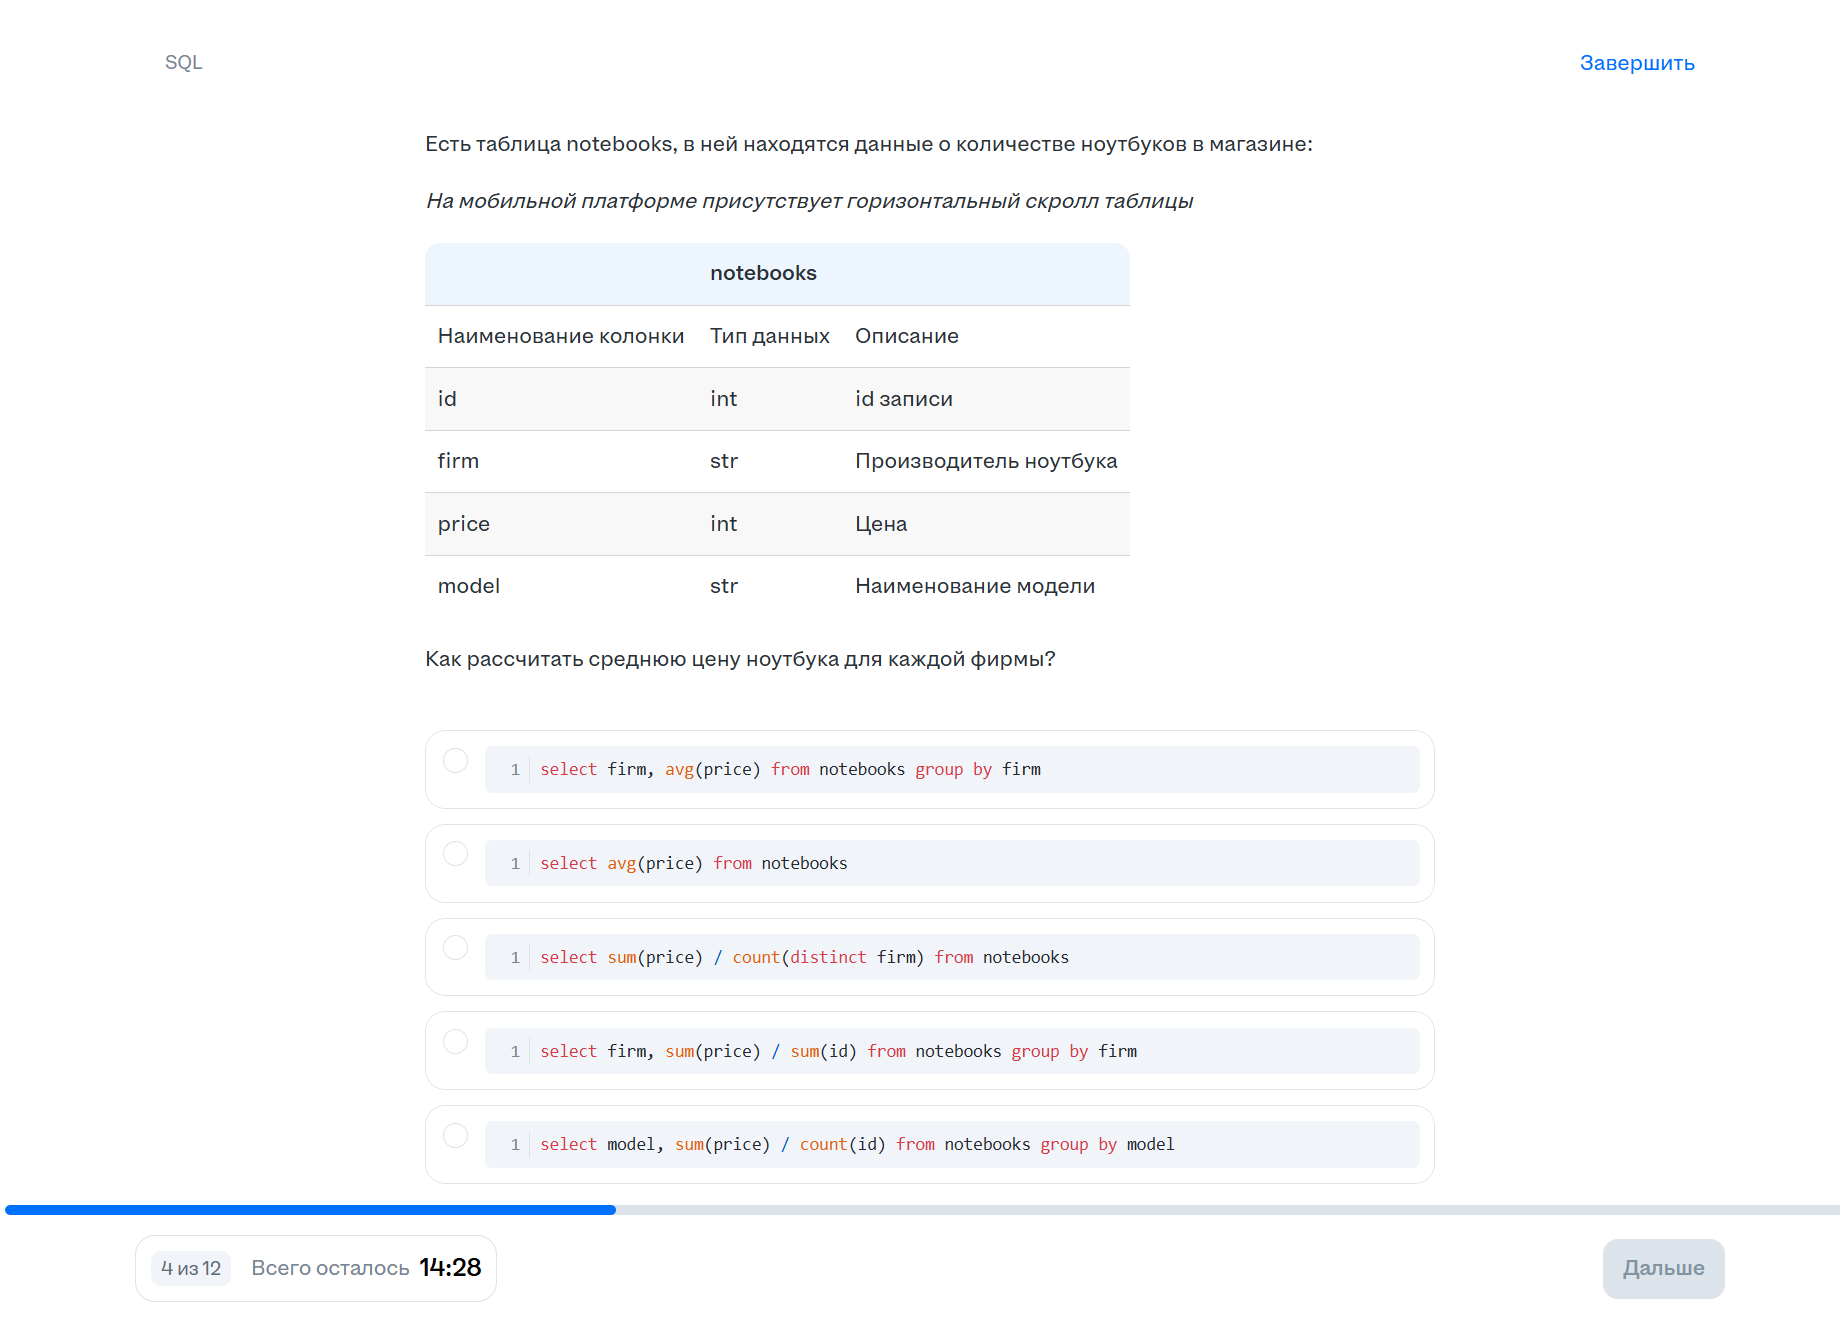 SQL
Завершить
Есть таблица notebooks, в ней находятся данные о количестве ноутбуков в магазине:
На мобильной платформе присутствует горизонтальный скролл таблицы
notebooks
Наименование колонки Тип данных Описание
id int id записи
firm str Производитель ноутбука
price int Цена
model str Наименование модели
Как рассчитать среднюю цену ноутбука для каждой фирмы?
1 select firm, avg(price) from notebooks group by firm
1 select avg(price) from notebooks
1 select sum(price) / count(distinct firm) from notebooks
1 select firm, sum(price) / sum(id) from notebooks group by firm
1 select model, sum(price) / count(id) from notebooks group by model
4 из 12 Всего осталось 14:28
Дальше